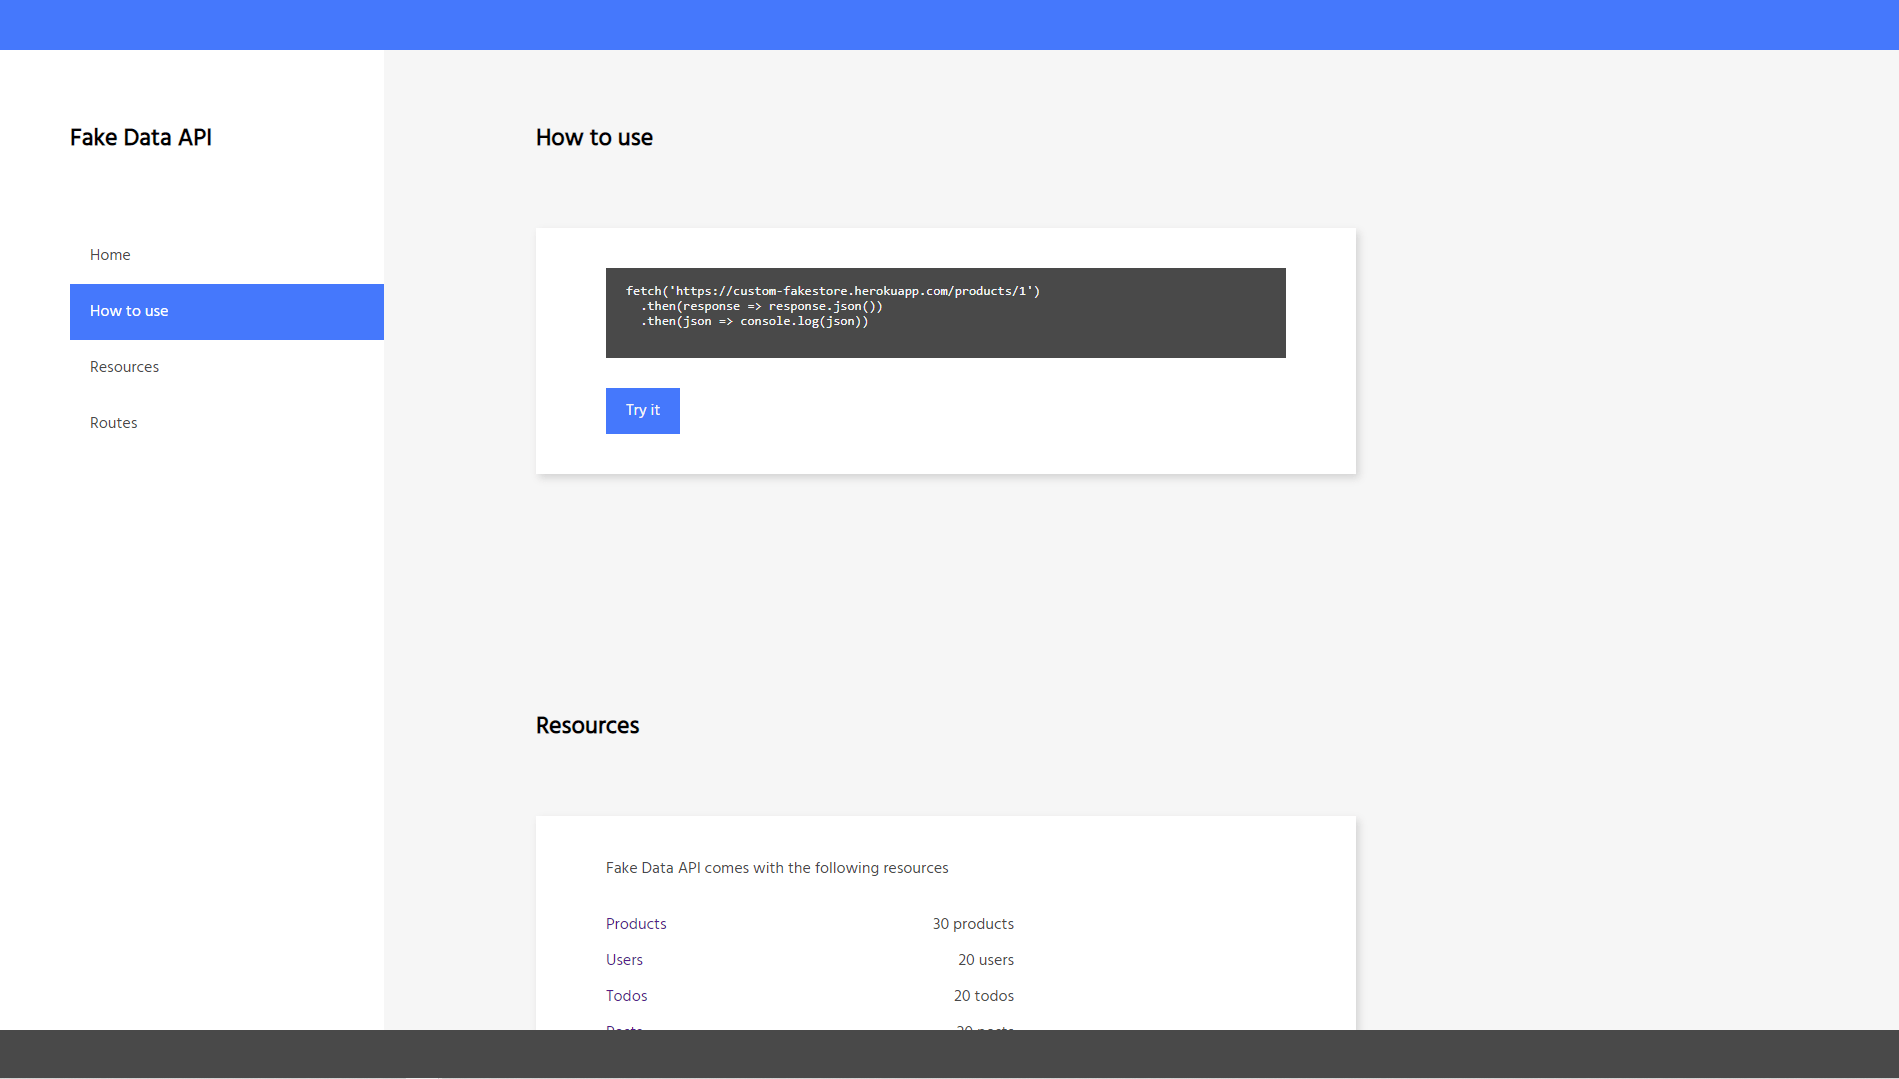 Fake Data API
Home
How to use
Resources
Routes
How to use
fetch('https://custom-fakestore.herokuapp.com/products/1')
  .then(response => response.json())
  .then(json => console.log(json))
Try it
Resources
Fake Data API comes with the following resources
Products 30 products
Users 20 users
Todos 20 todos